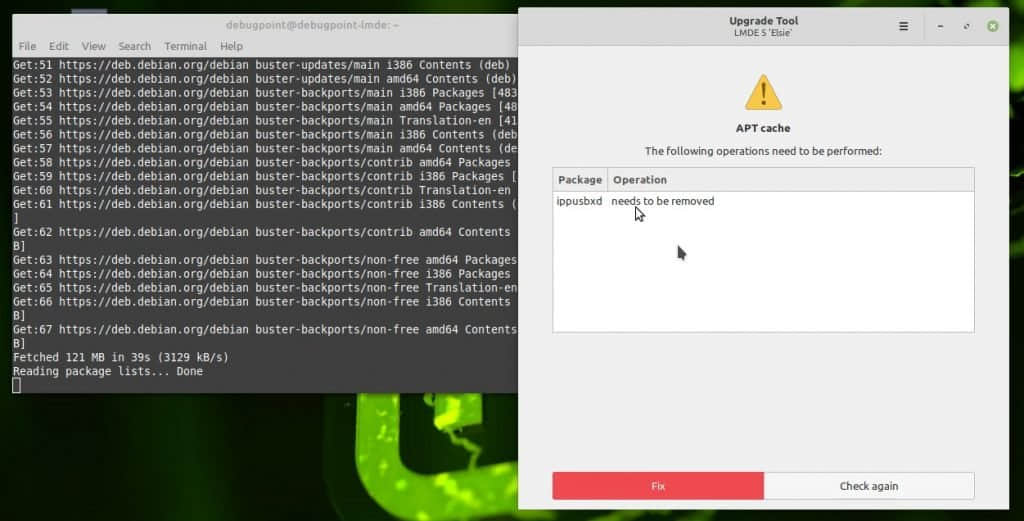 debugpoint@debugpoint-lmde: ~
File Edit View Search Terminal Help
Get:51 https://deb.debian.org/debian buster-updates/main i386 Contents (deb)
Get:52 https://deb.debian.org/debian buster-updates/main amd64 Contents (deb)
Get:53 https://deb.debian.org/debian buster-backports/main i386 Packages [483
Get:54 https://deb.debian.org/debian buster-backports/main amd64 Packages [48
Get:55 https://deb.debian.org/debian buster-backports/main Translation-en [41
Get:56 https://deb.debian.org/debian buster-backports/main i386 Contents (deb
Get:57 https://deb.debian.org/debian buster-backports/main amd64 Contents (de
Get:58 https://deb.debian.org/debian buster-backports/contrib amd64 Packages
Get:59 https://deb.debian.org/debian buster-backports/contrib i386 Packages [
Get:60 https://deb.debian.org/debian buster-backports/contrib Translation-en
Get:61 https://deb.debian.org/debian buster-backports/contrib i386 Contents (
]
Get:62 https://deb.debian.org/debian buster-backports/contrib amd64 Contents
B]
Get:63 https://deb.debian.org/debian buster-backports/non-free amd64 Packages
Get:64 https://deb.debian.org/debian buster-backports/non-free i386 Packages
Get:65 https://deb.debian.org/debian buster-backports/non-free Translation-en
Get:66 https://deb.debian.org/debian buster-backports/non-free i386 Contents
B]
Get:67 https://deb.debian.org/debian buster-backports/non-free amd64 Contents
B]
Fetched 121 MB in 39s (3129 kB/s)
Reading package lists... Done
Upgrade Tool
LMDE 5 'Elsie'
APT cache
The following operations need to be performed:
Package Operation
ippusbxd needs to be removed
Fix Check again